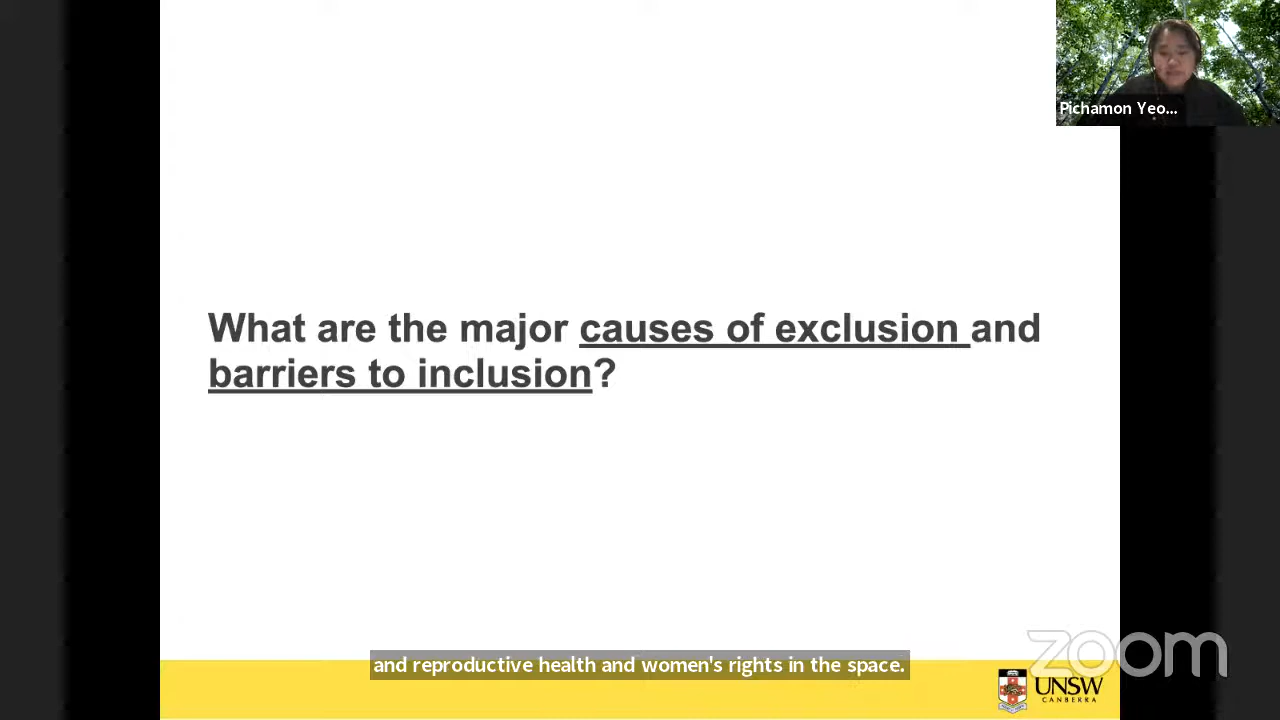 Pichamon Yeo...
What are the major causes of exclusion and
barriers to inclusion?
and reproductive health and women's rights in the space.
zoom
UNSW
CANBERRA